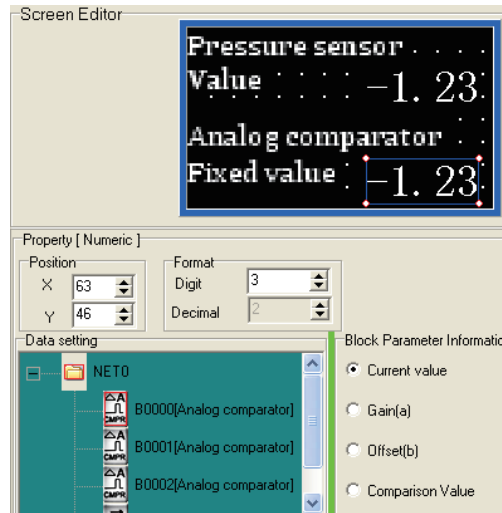 Screen Editor
Pressure sensor
Value -1.23
Analog comparator
Fixed value -1.23
Property [ Numeric ]
Position Format
X 63 Digit 3
Y 46 Decimal 2
Data setting Block Parameter Informatic
NET0 Current value
B0000[Analog comparator] Gain(a)
B0001[Analog comparator] Offset(b)
B0002[Analog comparator] Comparison Value